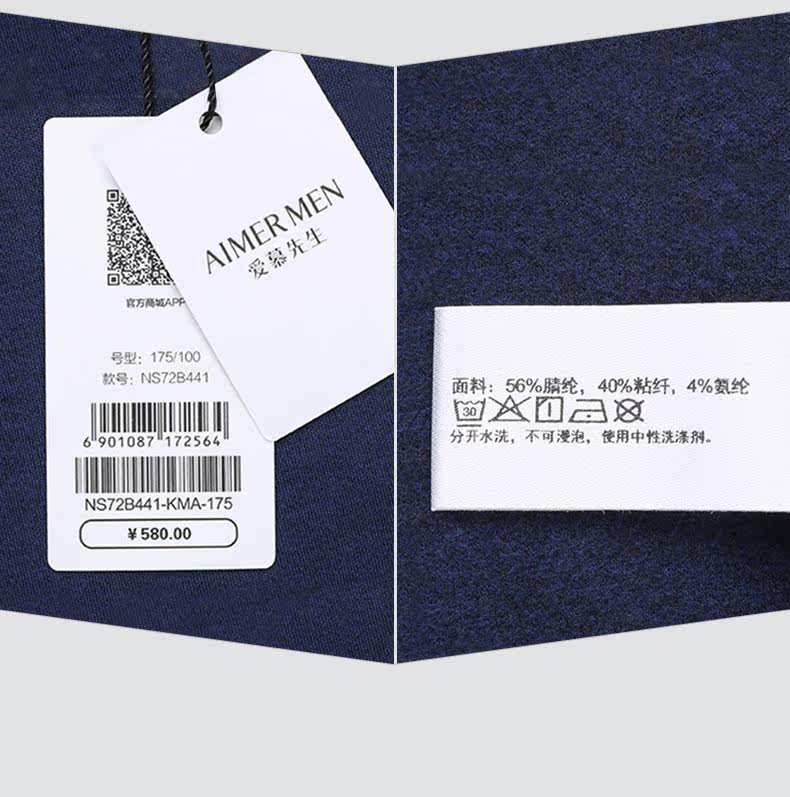 AIMER MEN
爱慕先生
官方商城APP
号型：175/100
款号：NS72B441
6 901087 172564
NS72B441-KMA-175
¥580.00
面料：56%腈纶，40%粘纤，4%氨纶
30
分开水洗，不可浸泡，使用中性洗涤剂。